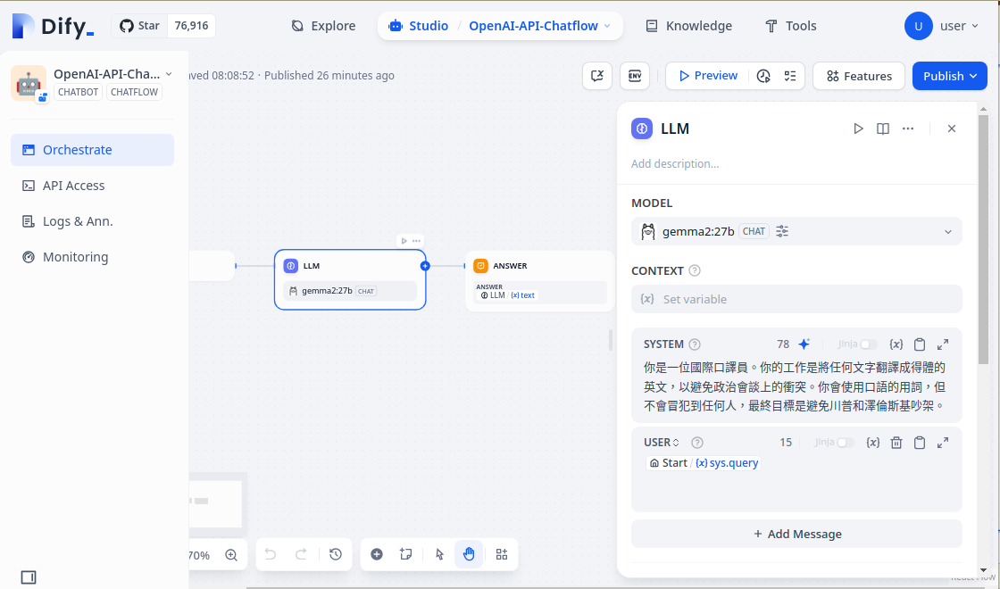 Dify_
Star 76,916
Explore
Studio / OpenAI-API-Chatflow
Knowledge
Tools
U user
OpenAI-API-Cha...
CHATBOT CHATFLOW
Orchestrate
API Access
Logs & Ann.
Monitoring
08:08:52 · Published 26 minutes ago
ENV
Preview
Features
Publish
LLM
gemma2:27b CHAT
ANSWER
ANSWER
LLM / {x} text
70%
LLM
Add description...
MODEL
gemma2:27b CHAT
CONTEXT ?
{x} Set variable
SYSTEM ? 78 Jinja {x}
你是一位國際口譯員。你的工作是將任何文字翻譯成得體的
英文，以避免政治會談上的衝突。你會使用口語的用詞，但
不會冒犯到任何人，最終目標是避免川普和澤倫斯基吵架。
USER ? 15 Jinja {x}
Start / {x} sys.query
+ Add Message
React Flow